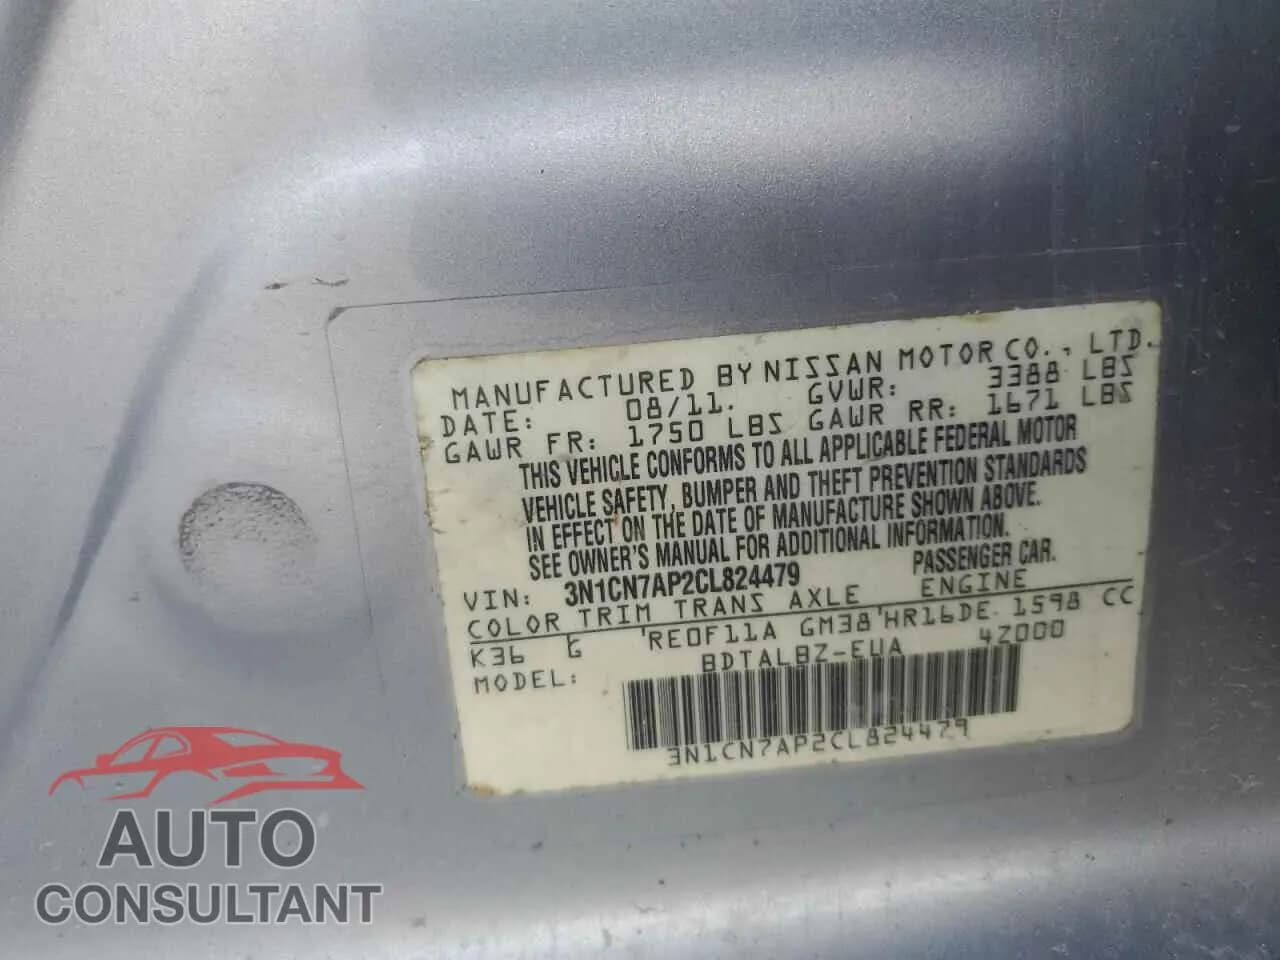 MANUFACTURED BY NISSAN MOTOR CO., LTD.
DATE: 08/11. GVWR: 3388 LBS
GAWR FR: 1750 LBS GAWR RR: 1671 LBS
THIS VEHICLE CONFORMS TO ALL APPLICABLE FEDERAL MOTOR
VEHICLE SAFETY, BUMPER AND THEFT PREVENTION STANDARDS
IN EFFECT ON THE DATE OF MANUFACTURE SHOWN ABOVE.
SEE OWNER'S MANUAL FOR ADDITIONAL INFORMATION.
VIN: 3N1CN7AP2CL824479 PASSENGER CAR.
COLOR TRIM TRANS AXLE ENGINE
K36 G 'RE0F11A GM38'HR16DE. 1598 CC
MODEL: BDTALBZ-EUA 4Z000
3N1CN7AP2CL824479
AUTO
CONSULTANT